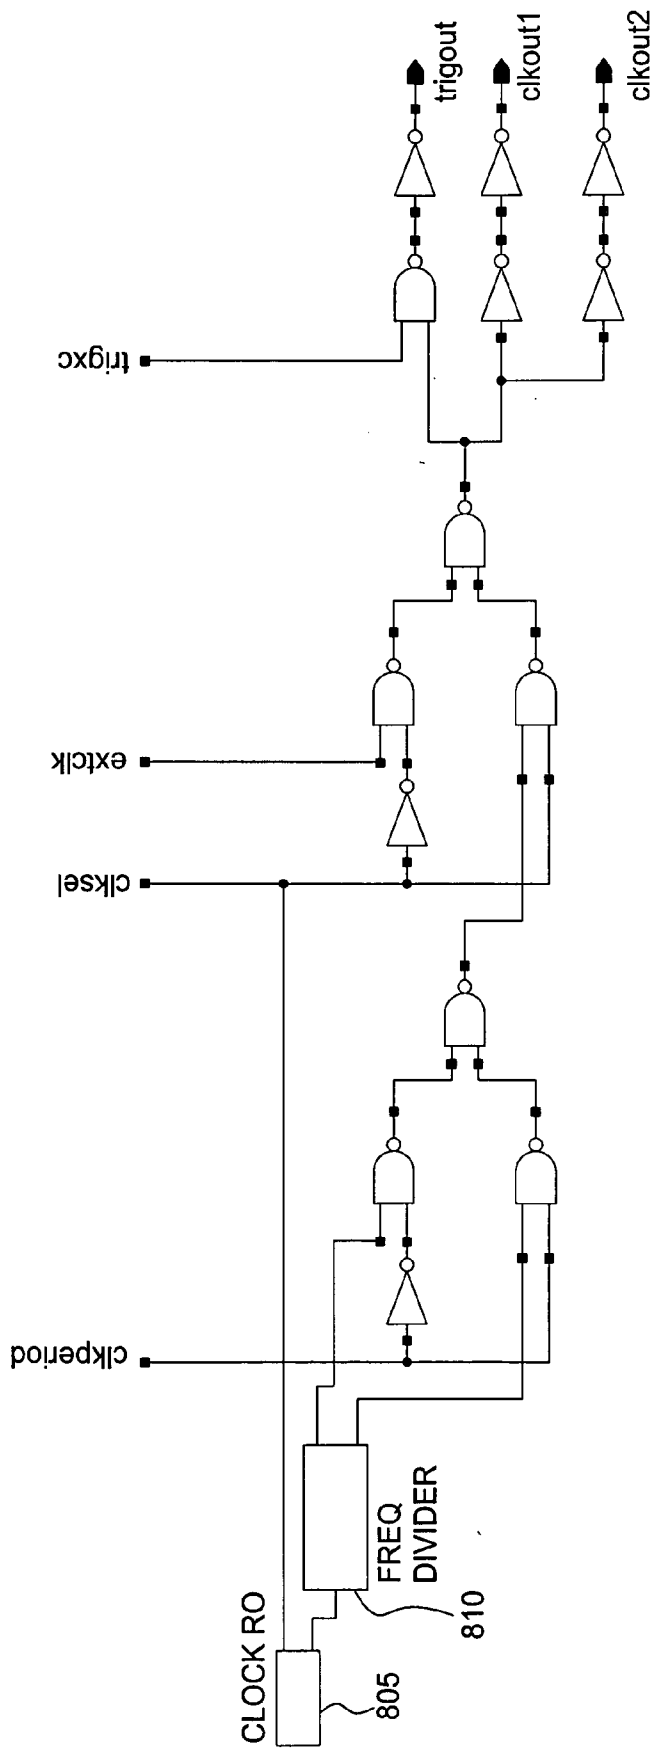 trigout
clkout1
clkout2
trigxc
extclk
clksel
clkperiod
CLOCK RO
805
FREQ
DIVIDER
810